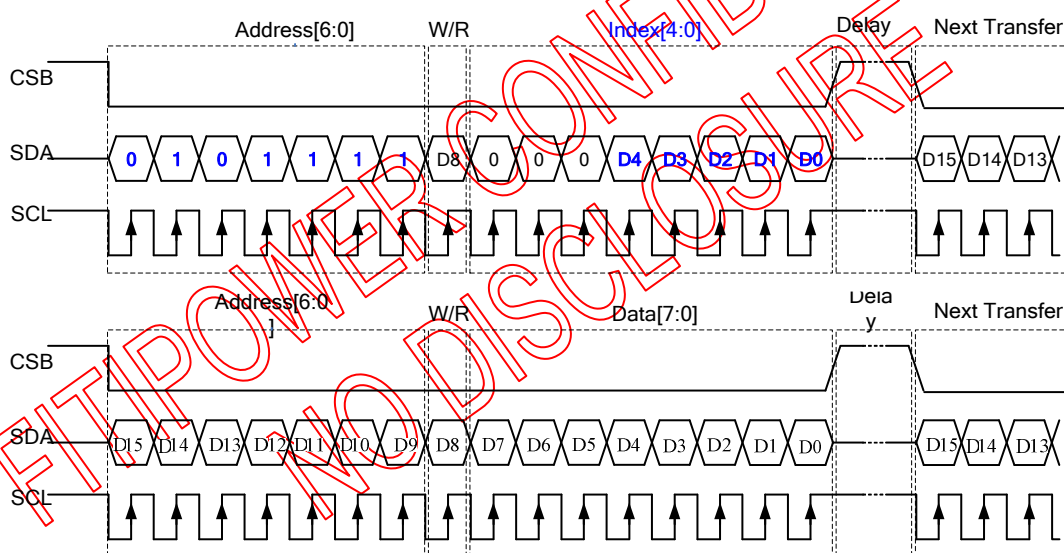 Address[6:0] W/R Index[4:0] Delay Next Transfer
CSB
SDA 0 1 0 1 1 1 1 D8 0 0 0 D4 D3 D2 D1 D0 D15 D14 D13
SCL
Address[6:0
] W/R Data[7:0] Dela
y Next Transfer
CSB
SDA D15 D14 D13 D12 D11 D10 D9 D8 D7 D6 D5 D4 D3 D2 D1 D0 D15 D14 D13
SCL
FITIPOWER CONFID
NO DISCLOSURE